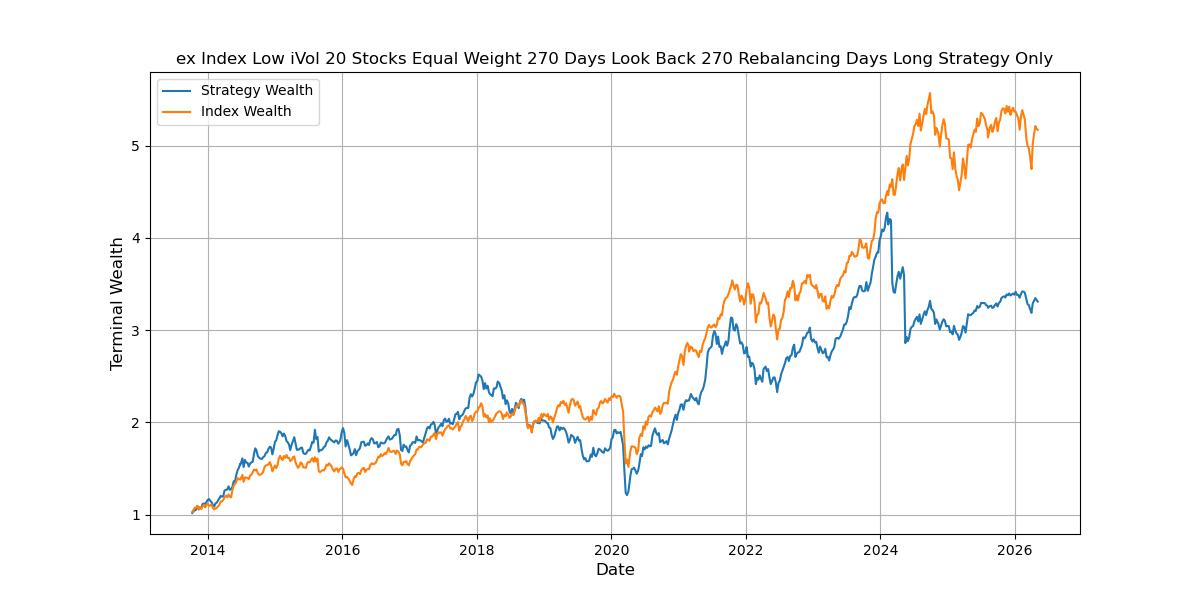 ex Index Low iVol 20 Stocks Equal Weight 270 Days Look Back 270 Rebalancing Days Long Strategy Only
Strategy Wealth
Index Wealth
Terminal Wealth
5
4
3
2
1
2014 2016 2018 2020 2022 2024 2026
Date